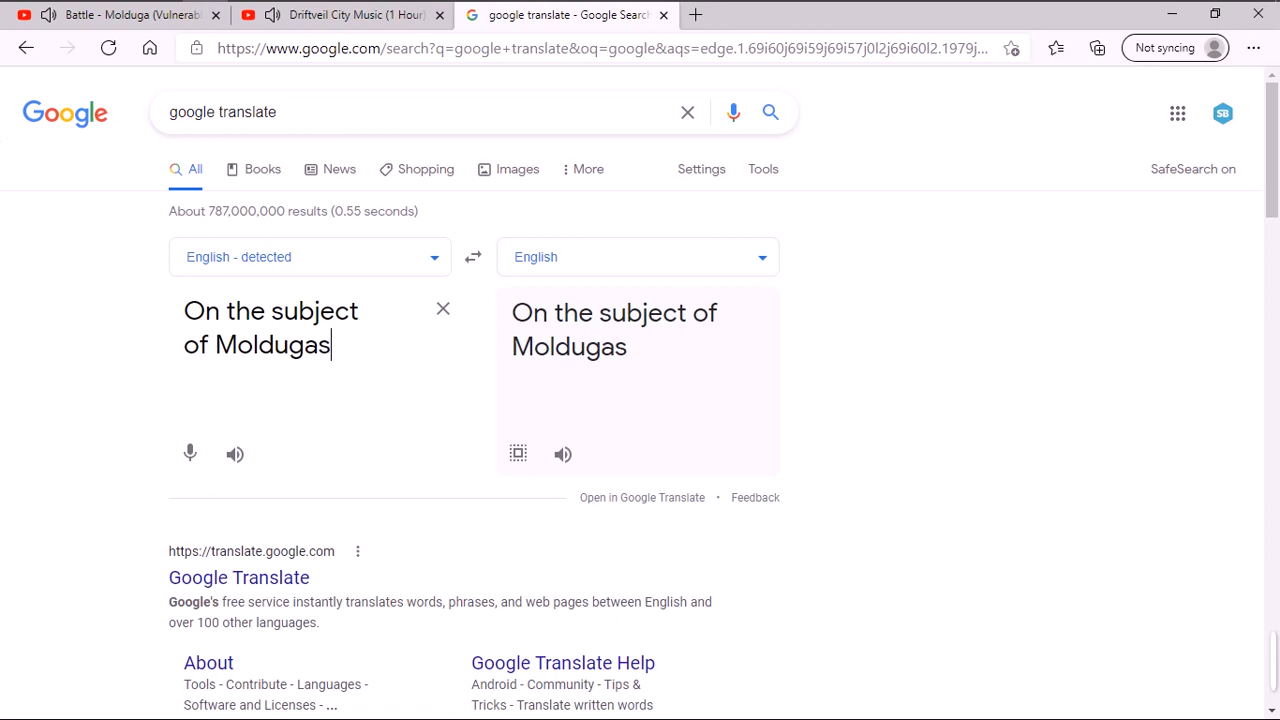 Battle - Molduga (Vulnerab
Driftveil City Music (1 Hour)
google translate - Google Searc
https://www.google.com/search?q=google+translate&oq=google&aqs=edge.1.69i60j69i59j69i57j0l2j69i60l2.1979j...
Not syncing
Google
google translate
SB
All
Books
News
Shopping
Images
More
Settings
Tools
SafeSearch on
About 787,000,000 results (0.55 seconds)
English - detected
English
On the subject
of Moldugas
On the subject of
Moldugas
Open in Google Translate • Feedback
https://translate.google.com
Google Translate
Google's free service instantly translates words, phrases, and web pages between English and
over 100 other languages.
About
Tools - Contribute - Languages -
Software and Licenses - ...
Google Translate Help
Android - Community - Tips &
Tricks - Translate written words